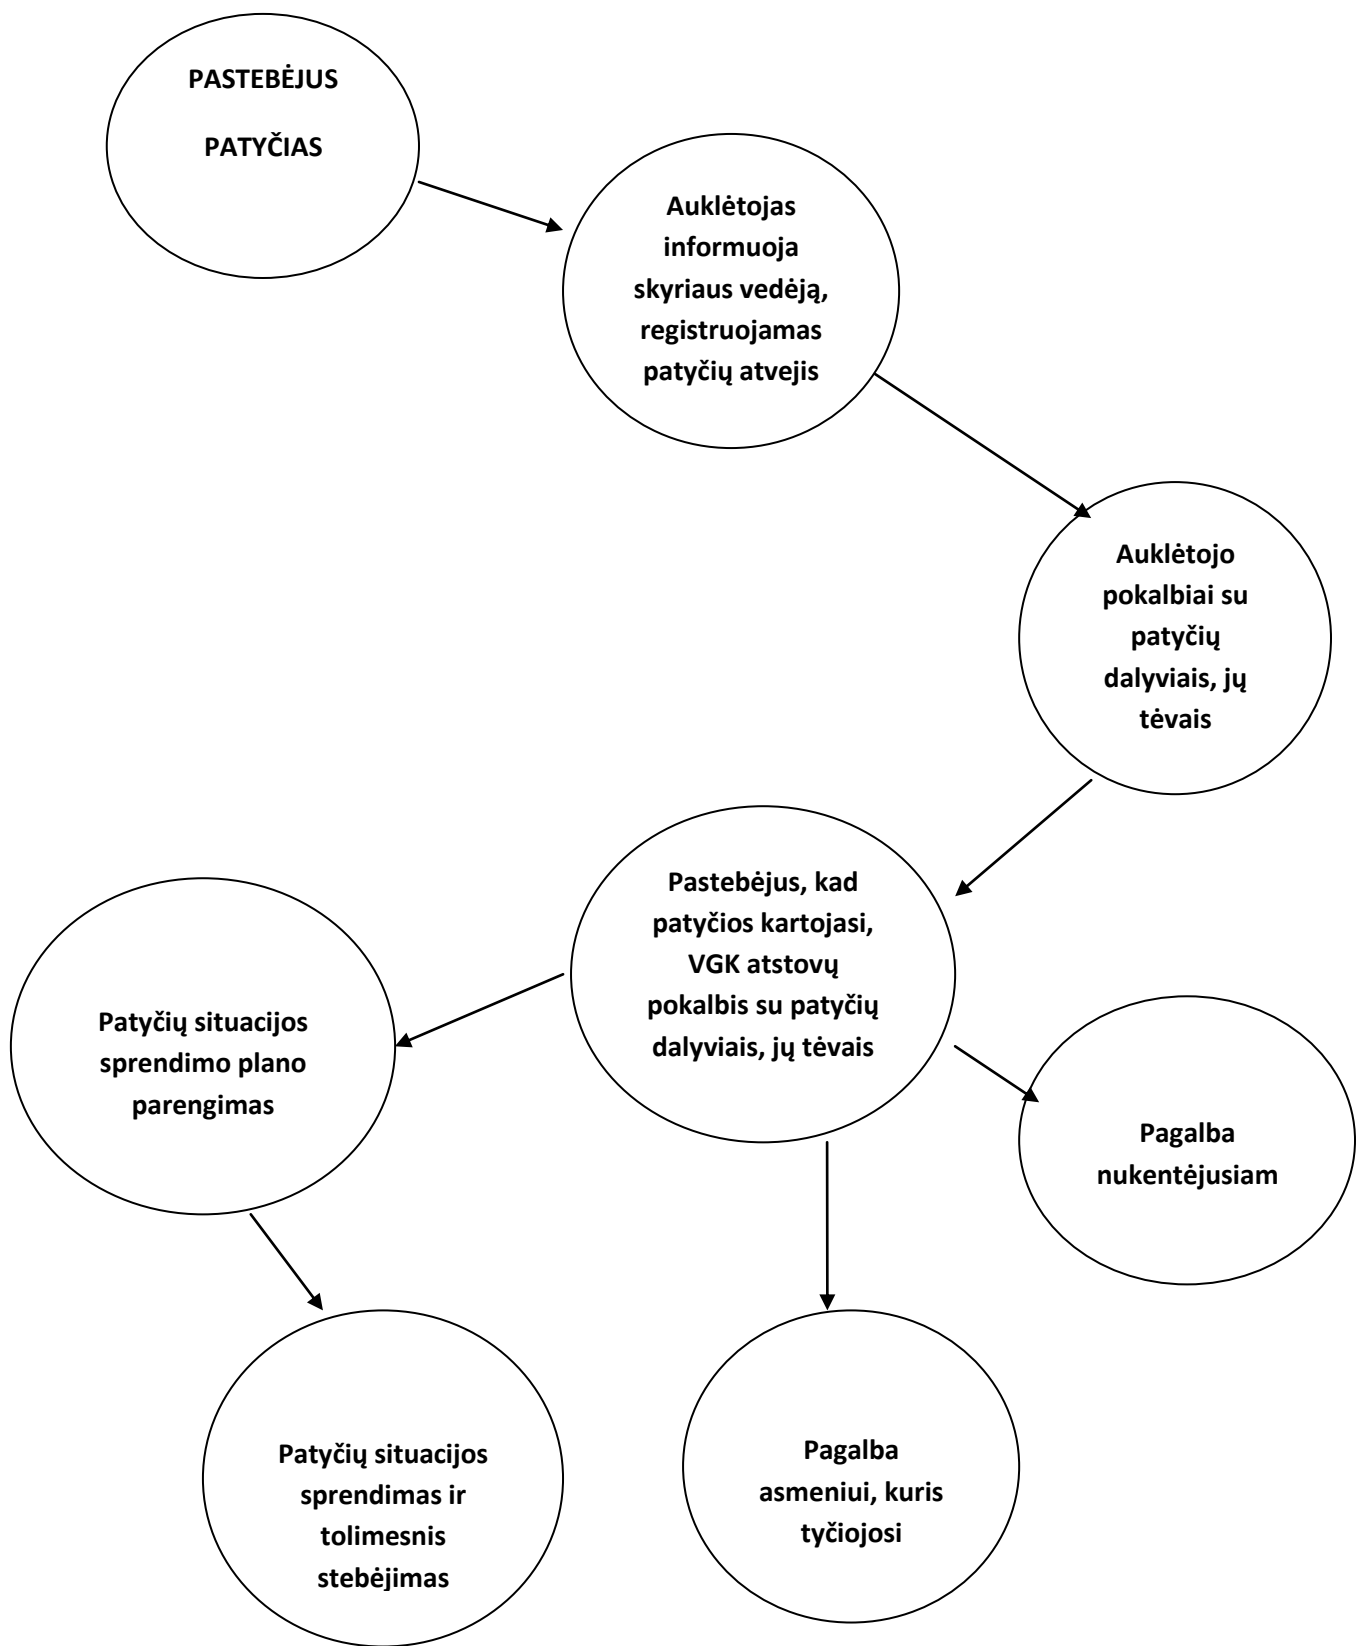 PASTEBĖJUS
PATYČIAS
Auklėtojas
informuoja
skyriaus vedėją,
registruojamas
patyčių atvejis
Auklėtojo
pokalbiai su
patyčių
dalyviais, jų
tėvais
Pastebėjus, kad
patyčios kartojasi,
VGK atstovų
pokalbis su patyčių
dalyviais, jų tėvais
Patyčių situacijos
sprendimo plano
parengimas
Pagalba
nukentėjusiam
Patyčių situacijos
sprendimas ir
tolimesnis
stebėjimas
Pagalba
asmeniui, kuris
tyčiojosi